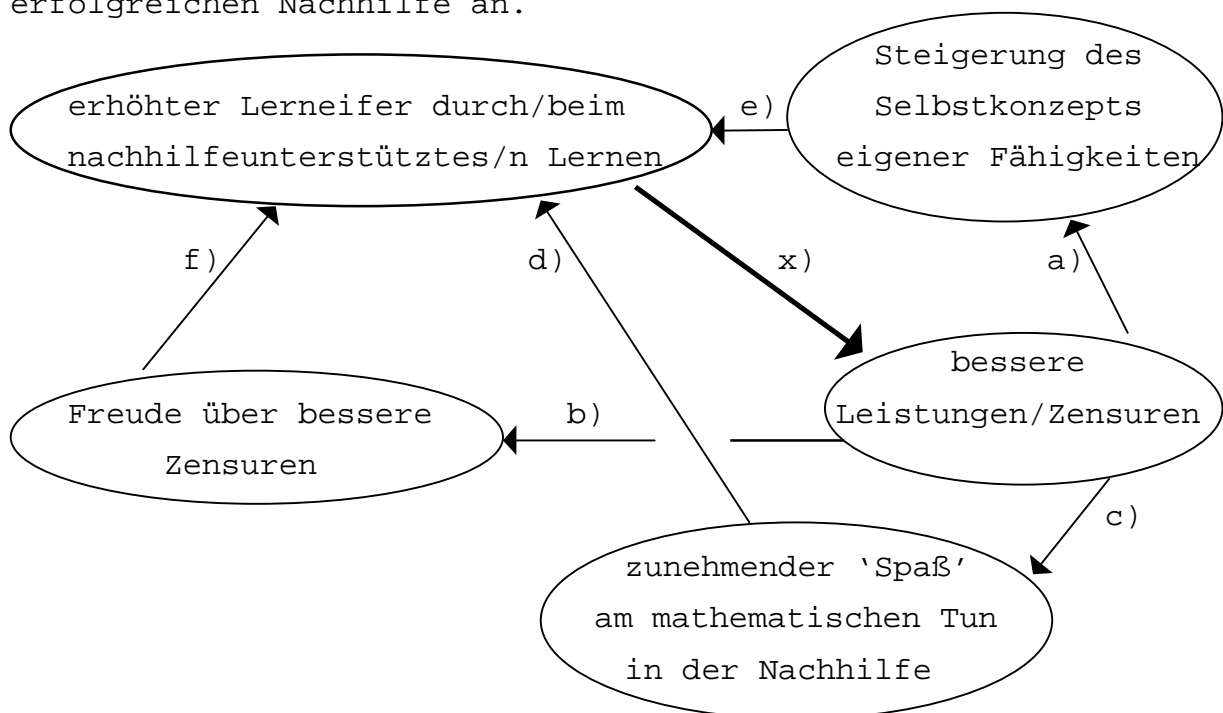 erfolgreichen Nachhilfe an.
Steigerung des
Selbstkonzepts
eigener Fähigkeiten
erhöhter Lerneifer durch/beim
nachhilfeunterstütztes/n Lernen
e)
f)
d)
x)
a)
bessere
Leistungen/Zensuren
Freude über bessere
Zensuren
b)
c)
zunehmender ‘Spaß’
am mathematischen Tun
in der Nachhilfe